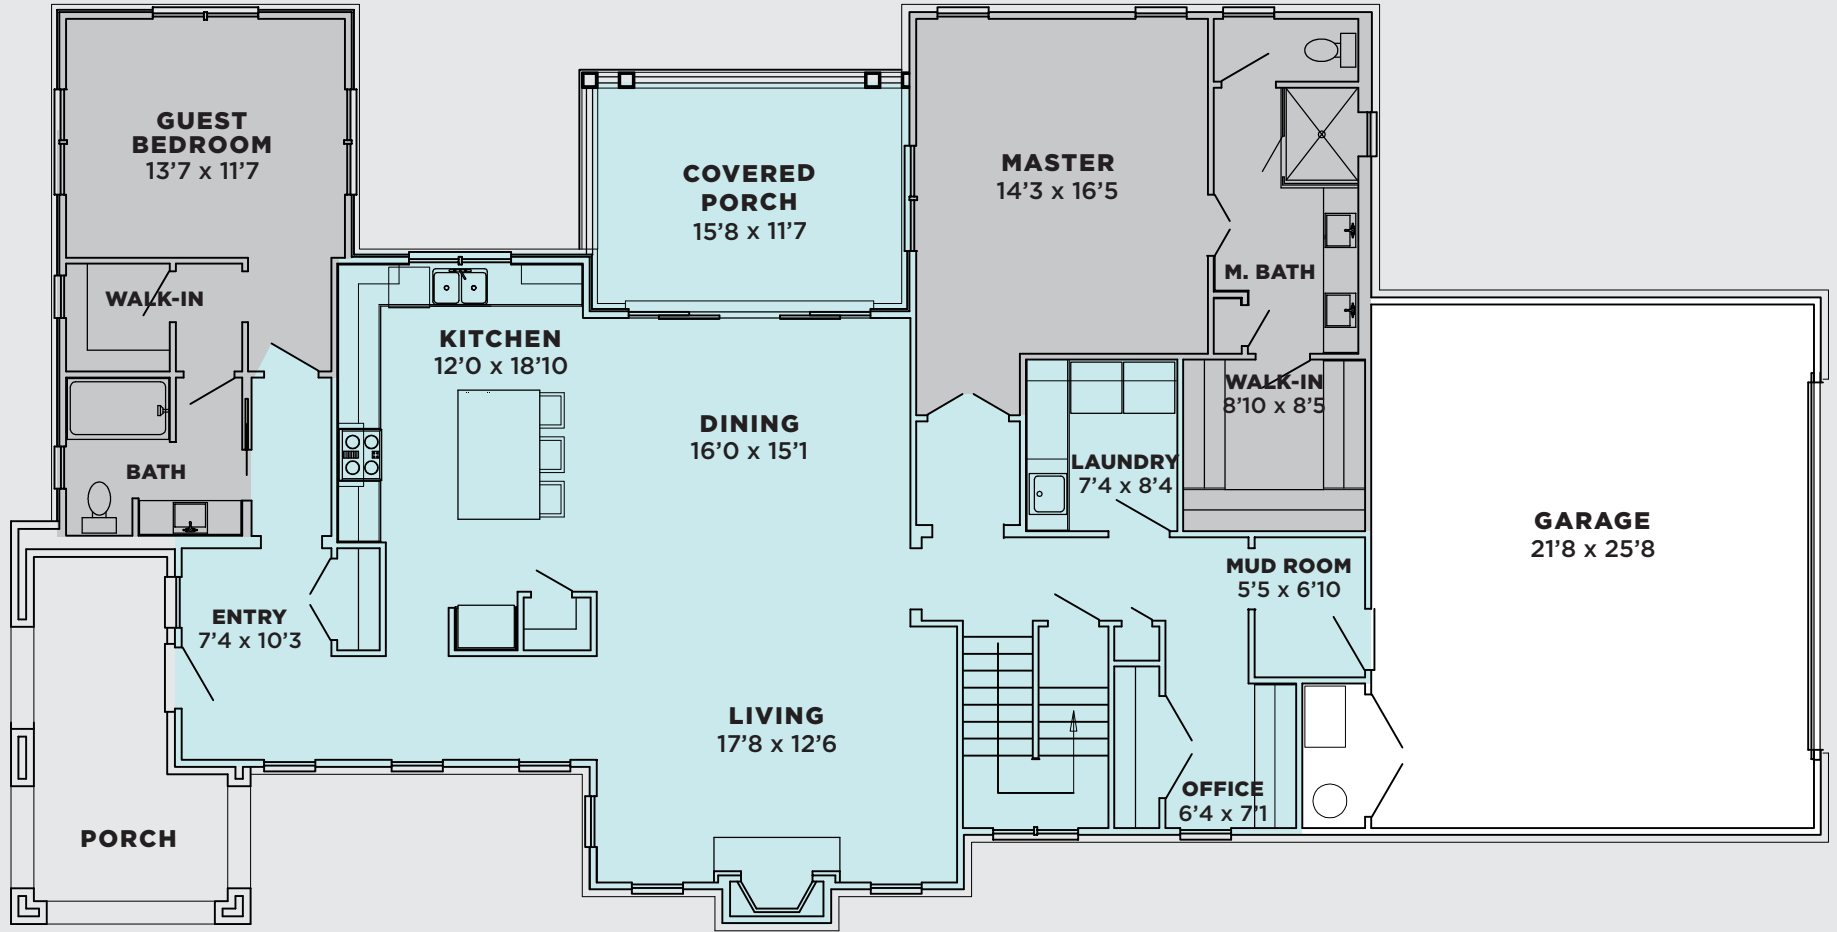 GUEST
BEDROOM
13’7 x 11’7
WALK-IN
BATH
ENTRY
7’4 x 10’3
PORCH
KITCHEN
12’0 x 18’10
COVERED
PORCH
15’8 x 11’7
DINING
16’0 x 15’1
LIVING
17’8 x 12’6
MASTER
14’3 x 16’5
M. BATH
WALK-IN
8’10 x 8’5
LAUNDRY
7’4 x 8’4
MUD ROOM
5’5 x 6’10
OFFICE
6’4 x 7’1
GARAGE
21’8 x 25’8